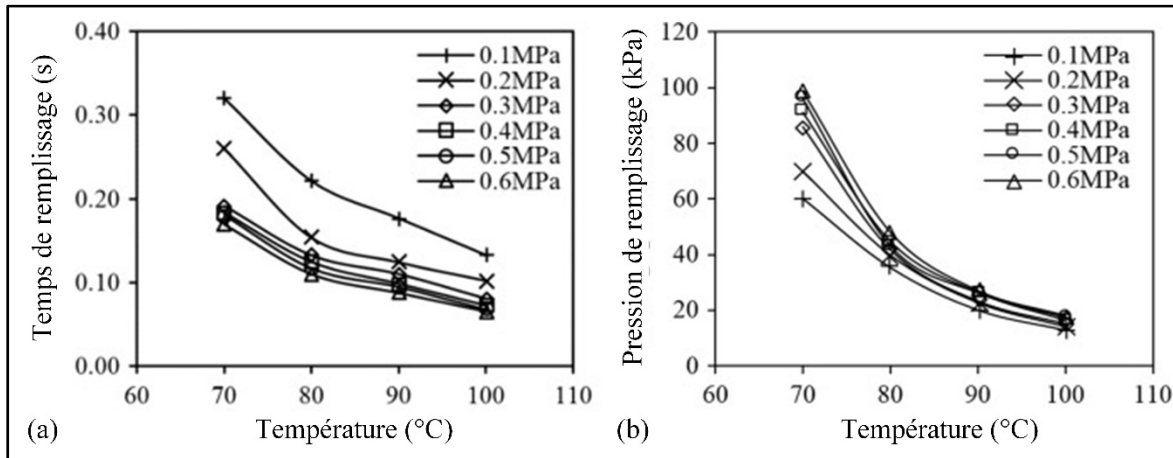 Temps de remplissage (s)
0.40
0.30
0.20
0.10
0.00
0.1MPa
0.2MPa
0.3MPa
0.4MPa
0.5MPa
0.6MPa
60 70 80 90 100 110
(a) Température (°C)
Pression de remplissage (kPa)
120
100
80
60
40
20
0
0.1MPa
0.2MPa
0.3MPa
0.4MPa
0.5MPa
0.6MPa
60 70 80 90 100 110
(b) Température (°C)